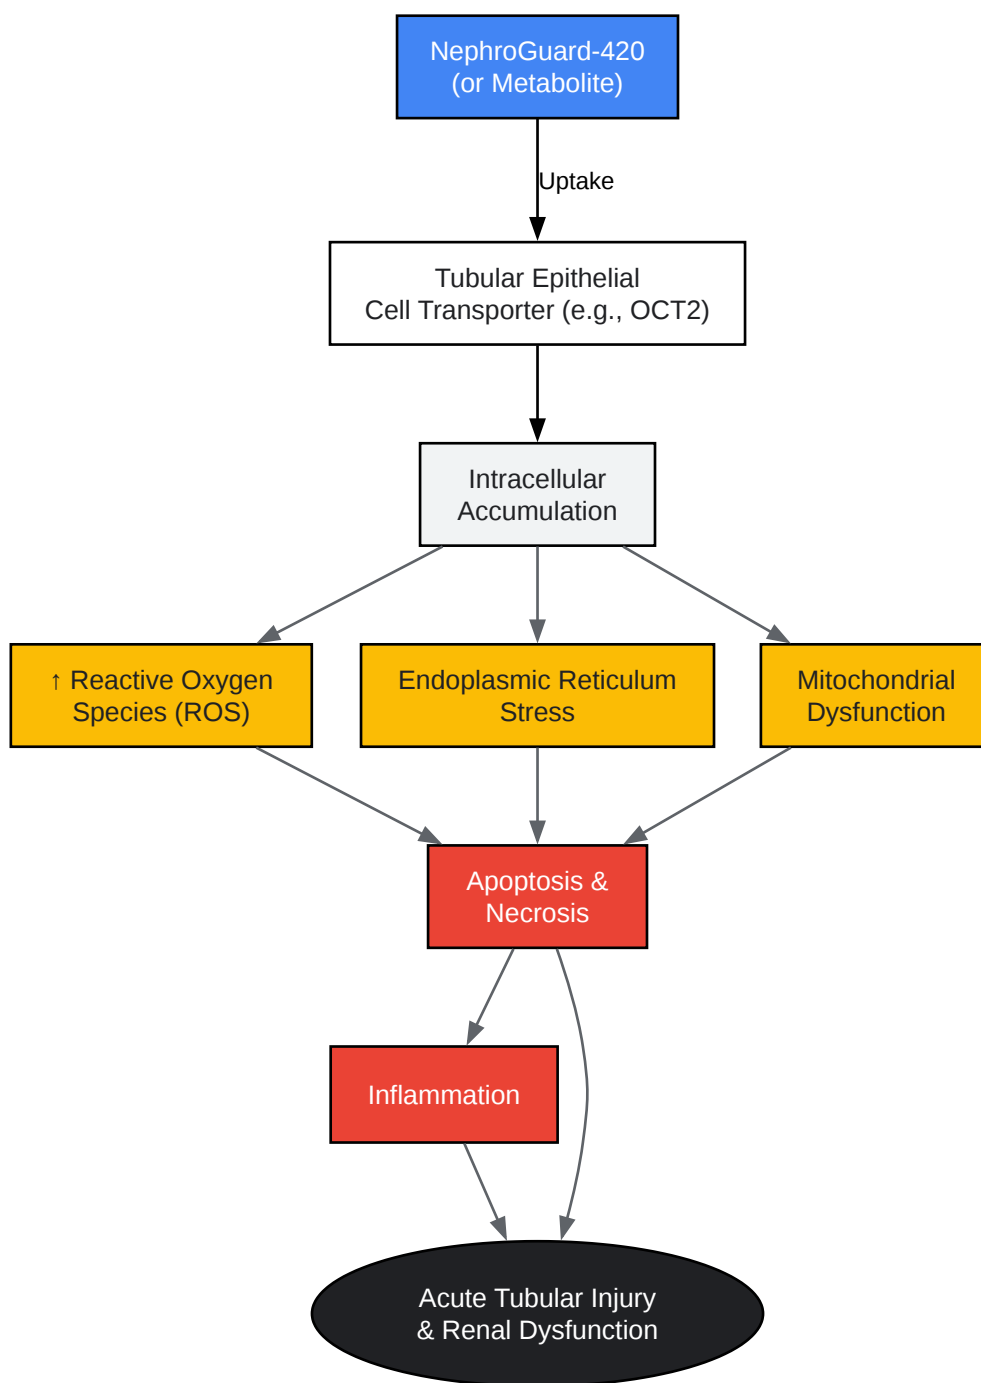 NephroGuard-420
(or Metabolite)
Uptake
Tubular Epithelial
Cell Transporter (e.g., OCT2)
Intracellular
Accumulation
↑ Reactive Oxygen
Species (ROS)
Endoplasmic Reticulum
Stress
Mitochondrial
Dysfunction
Apoptosis &
Necrosis
Inflammation
Acute Tubular Injury
& Renal Dysfunction